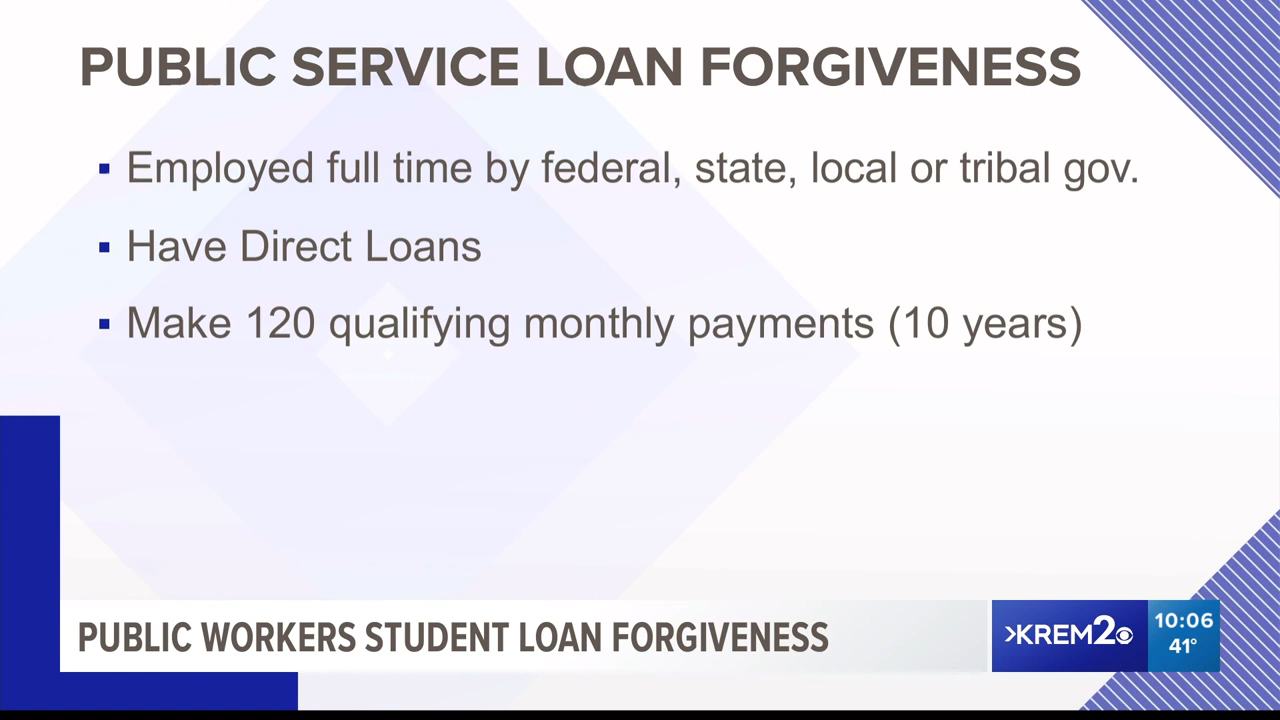 PUBLIC SERVICE LOAN FORGIVENESS
▪ Employed full time by federal, state, local or tribal gov.
▪ Have Direct Loans
▪ Make 120 qualifying monthly payments (10 years)
PUBLIC WORKERS STUDENT LOAN FORGIVENESS
KREM2
10:06
41°